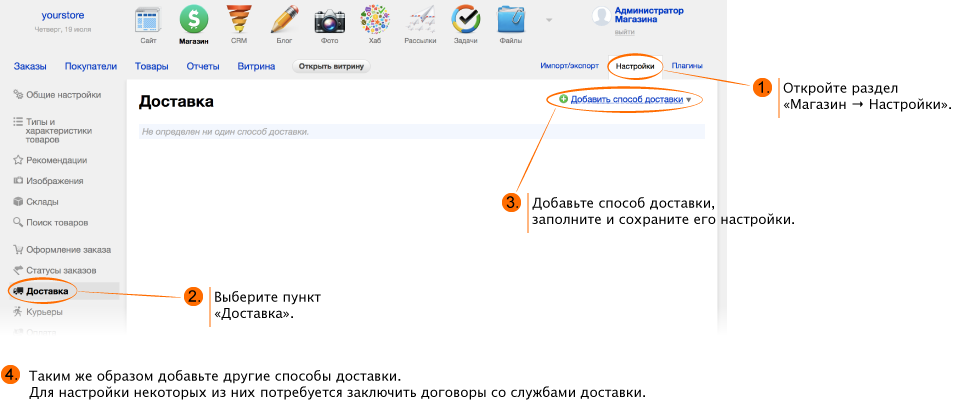 yourstore
Четверг, 19 июля
Сайт
Магазин
CRM
Блог
Фото
Хаб
Рассылки
Задачи
Файлы
Администратор
Магазина
выйти
Заказы
Покупатели
Товары
Отчеты
Витрина
Открыть витрину
Импорт/экспорт
Настройки
Плагины
1. Откройте раздел
«Магазин → Настройки».
Общие настройки
Типы и
характеристики
товаров
Рекомендации
Изображения
Склады
Поиск товаров
Оформление заказа
Статусы заказов
Доставка
Курьеры
Доставка
Добавить способ доставки ▾
Не определен ни один способ доставки.
3. Добавьте способ доставки,
заполните и сохраните его настройки.
2. Выберите пункт
«Доставка».
4. Таким же образом добавьте другие способы доставки.
Для настройки некоторых из них потребуется заключить договоры со службами доставки.